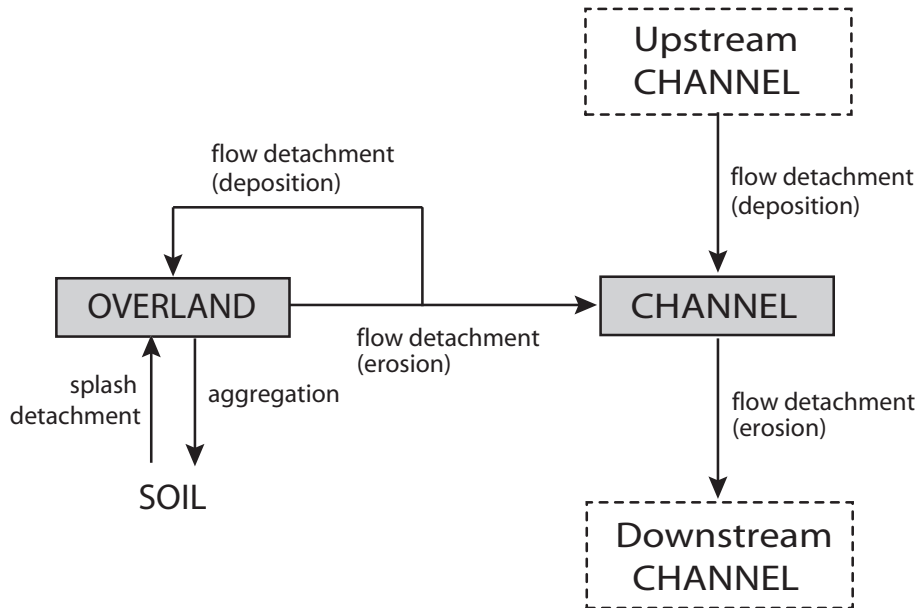 Upstream
CHANNEL
flow detachment
(deposition)
flow detachment
(deposition)
OVERLAND
CHANNEL
flow detachment
(erosion)
splash
detachment
aggregation
flow detachment
(erosion)
SOIL
Downstream
CHANNEL